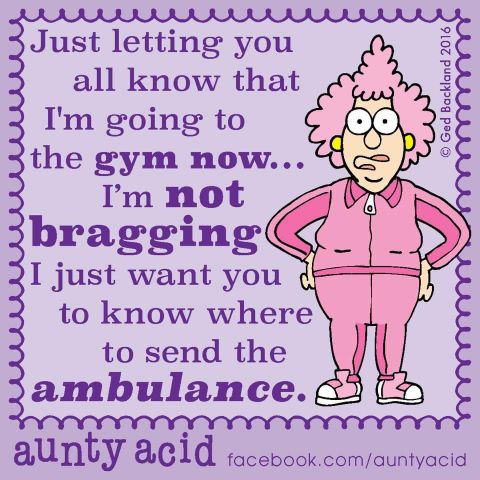 Just letting you
all know that
I'm going to
the gym now...
I'm not
bragging
I just want you
to know where
to send the
ambulance.
© Ged Backland 2016
aunty acid
facebook.com/auntyacid